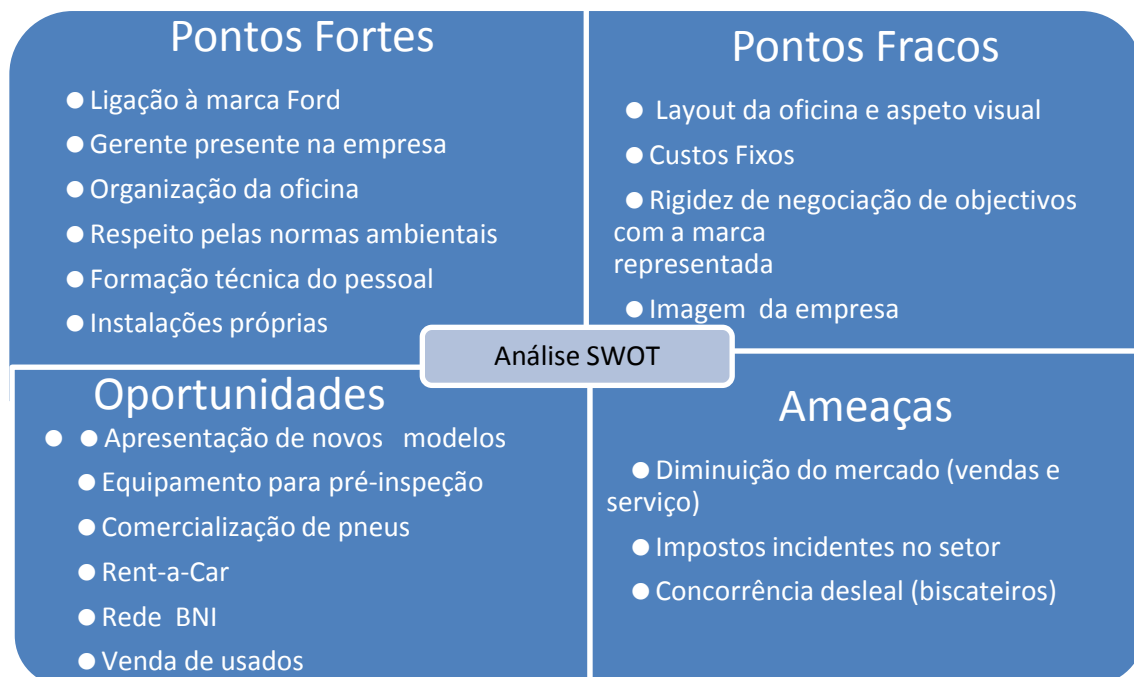 Pontos Fortes
● Ligação à marca Ford
● Gerente presente na empresa
● Organização da oficina
● Respeito pelas normas ambientais
● Formação técnica do pessoal
● Instalações próprias
Pontos Fracos
● Layout da oficina e aspeto visual
● Custos Fixos
● Rigidez de negociação de objectivos
com a marca
representada
● Imagem da empresa
Análise SWOT
Oportunidades
● ● Apresentação de novos modelos
● Equipamento para pré-inspeção
● Comercialização de pneus
● Rent-a-Car
● Rede BNI
● Venda de usados
Ameaças
● Diminuição do mercado (vendas e
serviço)
● Impostos incidentes no setor
● Concorrência desleal (biscateiros)